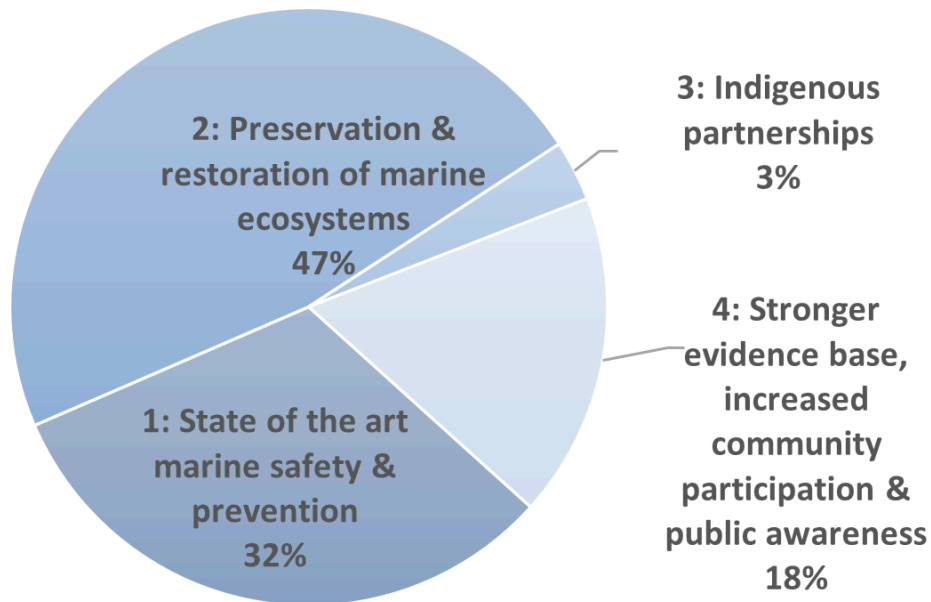 2: Preservation &
restoration of marine
ecosystems
47%
3: Indigenous
partnerships
3%
4: Stronger
evidence base,
increased
community
participation &
public awareness
18%
1: State of the art
marine safety &
prevention
32%